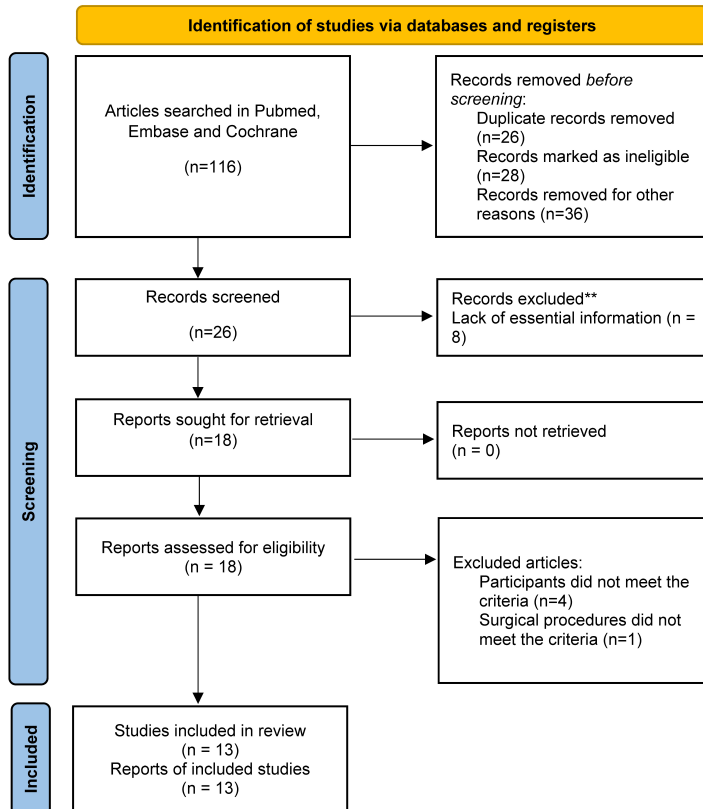 Identification of studies via databases and registers
Identification
Articles searched in Pubmed,
Embase and Cochrane
(n=116)
Records removed before
screening:
Duplicate records removed
(n=26)
Records marked as ineligible
(n=28)
Records removed for other
reasons (n=36)
Screening
Records screened
(n=26)
Records excluded**
Lack of essential information (n =
8)
Reports sought for retrieval
(n=18)
Reports not retrieved
(n = 0)
Reports assessed for eligibility
(n = 18)
Excluded articles:
Participants did not meet the
criteria (n=4)
Surgical procedures did not
meet the criteria (n=1)
Included
Studies included in review
(n = 13)
Reports of included studies
(n = 13)